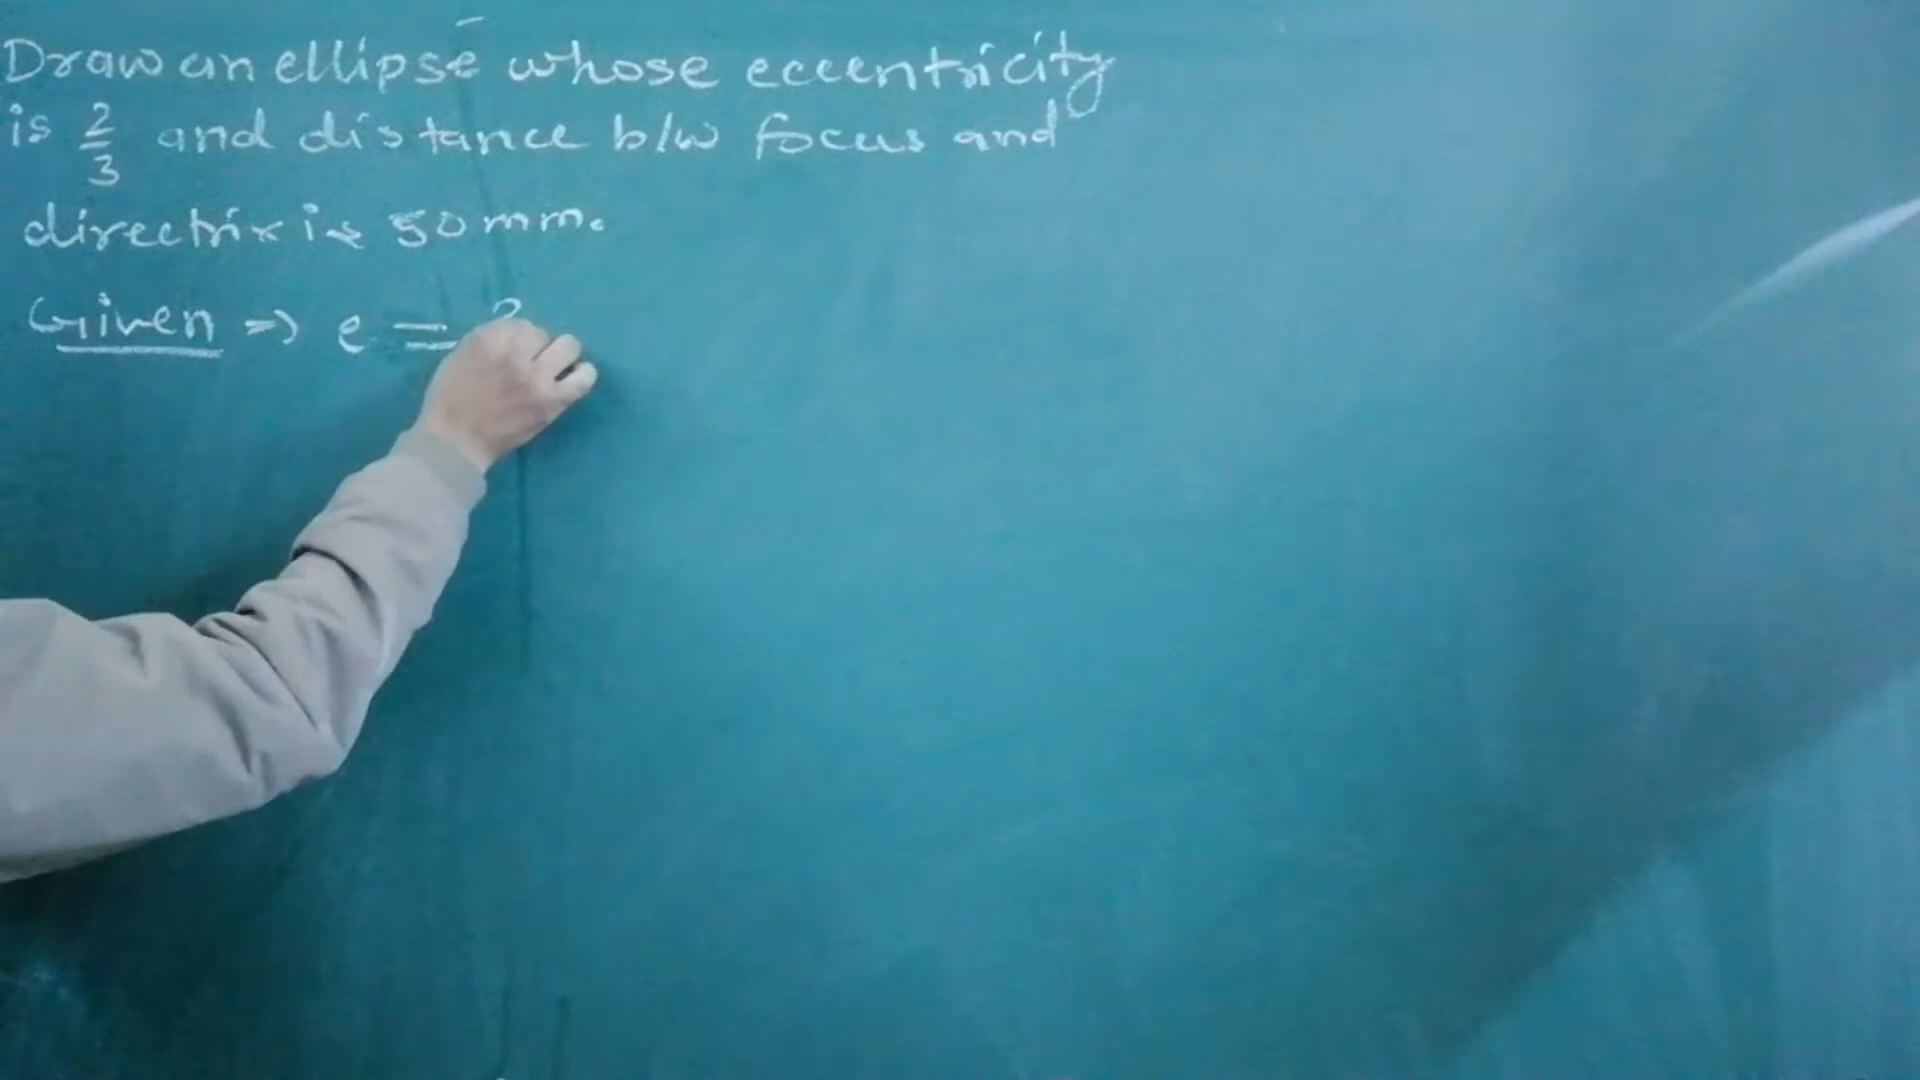 Draw an ellipse whose eccentricity
is 2/3 and distance b/w focus and
directrix is 50mm.
Given => e =